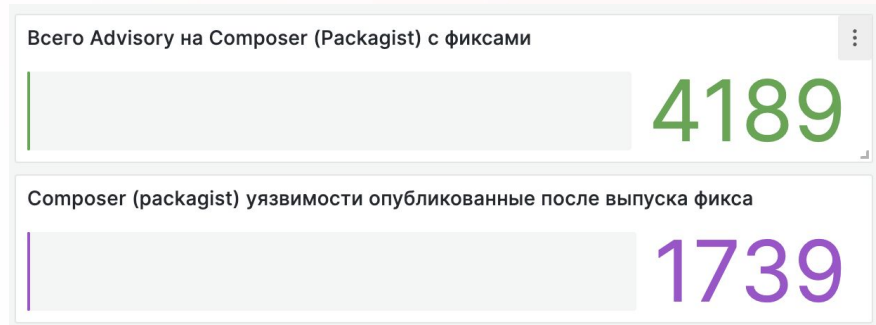 Всего Advisory на Composer (Packagist) с фиксами
4189
Composer (packagist) уязвимости опубликованные после выпуска фикса
1739